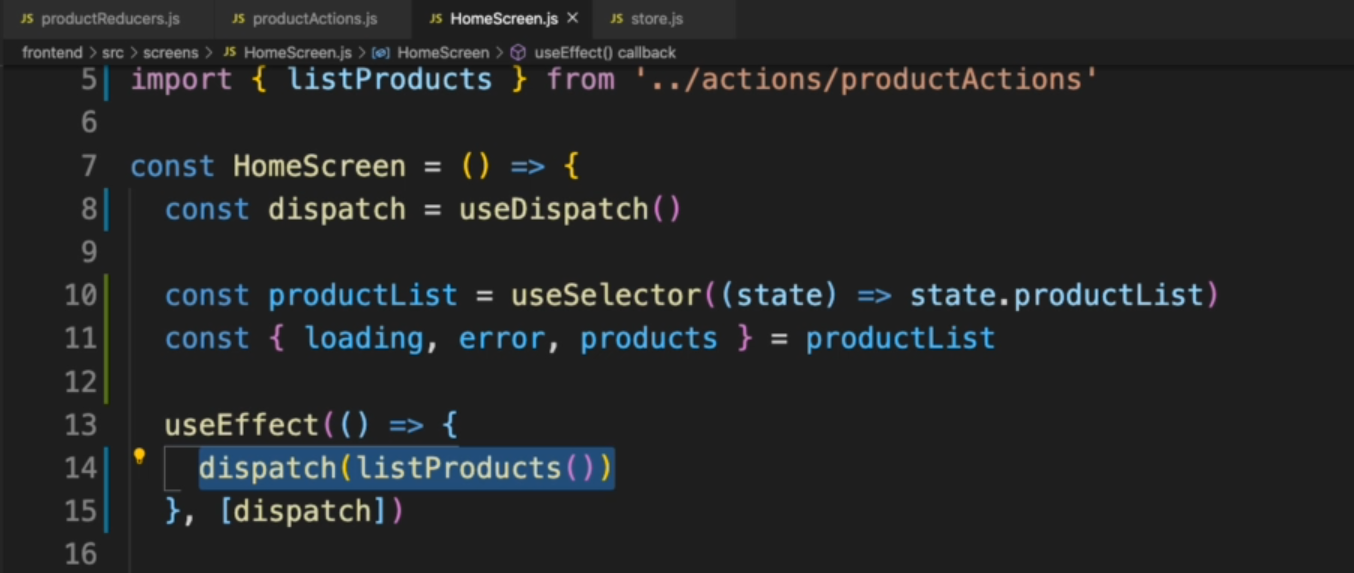 JS productReducers.js JS productActions.js JS HomeScreen.js × JS store.js
frontend > src > screens > JS HomeScreen.js > HomeScreen > useEffect() callback
5 import { listProducts } from '../actions/productActions'
6
7 const HomeScreen = () => {
8 const dispatch = useDispatch()
9
10 const productList = useSelector((state) => state.productList)
11 const { loading, error, products } = productList
12
13 useEffect(() => {
14 dispatch(listProducts())
15 }, [dispatch])
16